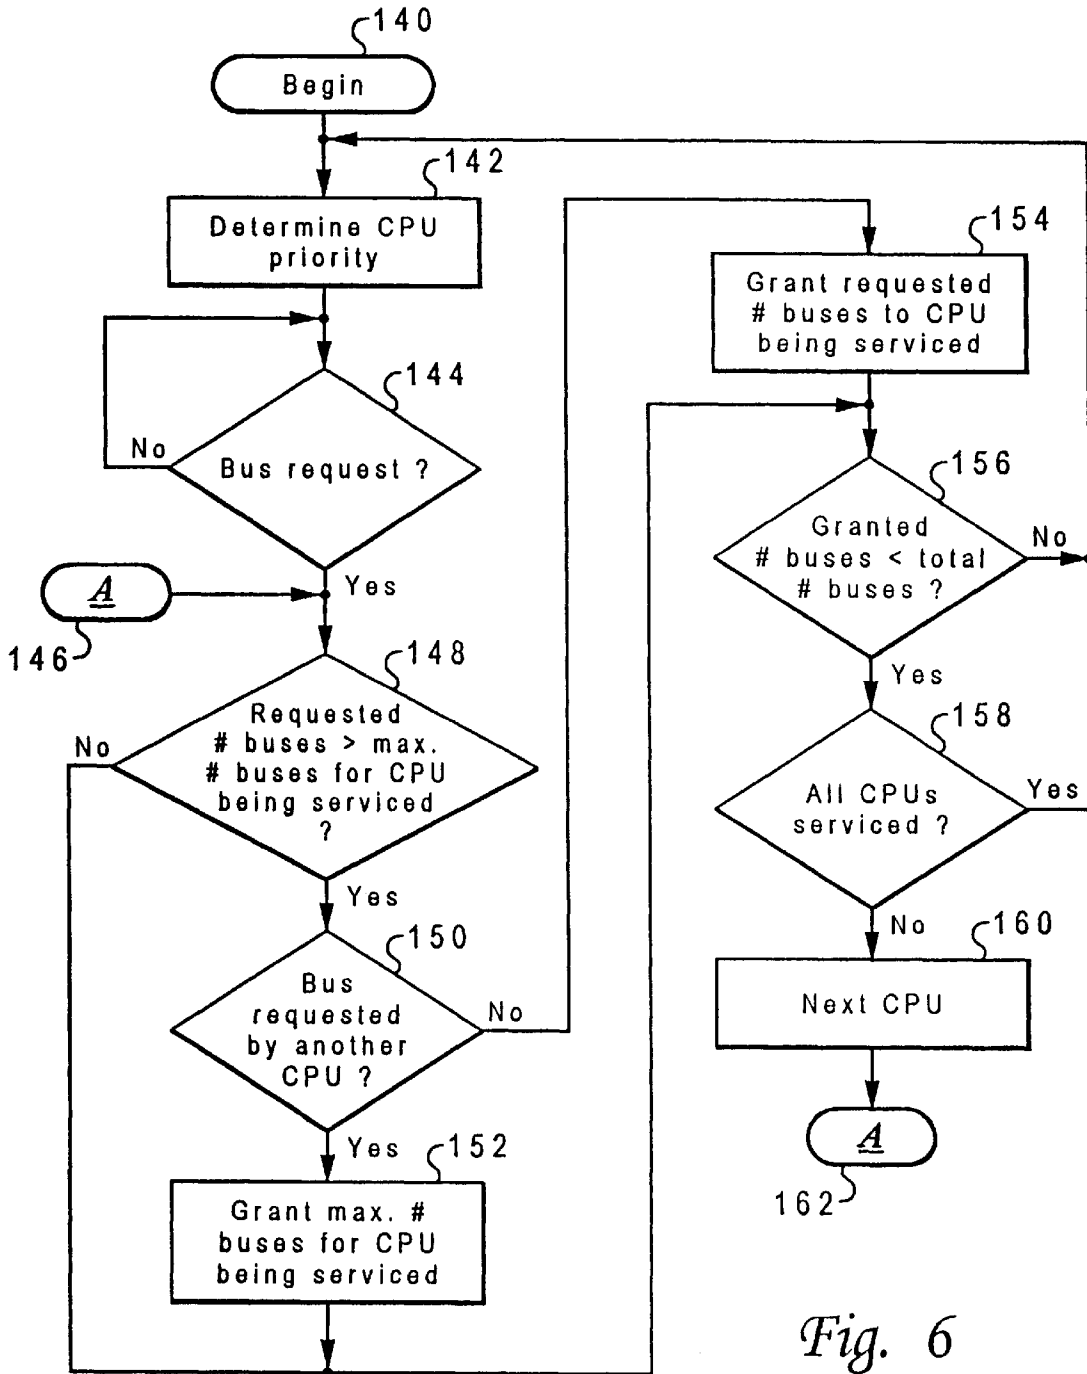 140
Begin
142
Determine CPU
priority
144
No
Bus request ?
Yes
A
146
148
No
Requested
# buses > max.
# buses for CPU
being serviced
?
Yes
150
Bus
requested
by another
CPU ?
No
Yes
152
Grant max. #
buses for CPU
being serviced
154
Grant requested
# buses to CPU
being serviced
156
Granted
# buses < total
# buses ?
No
Yes
158
All CPUs
serviced ?
Yes
No
160
Next CPU
A
162
Fig. 6